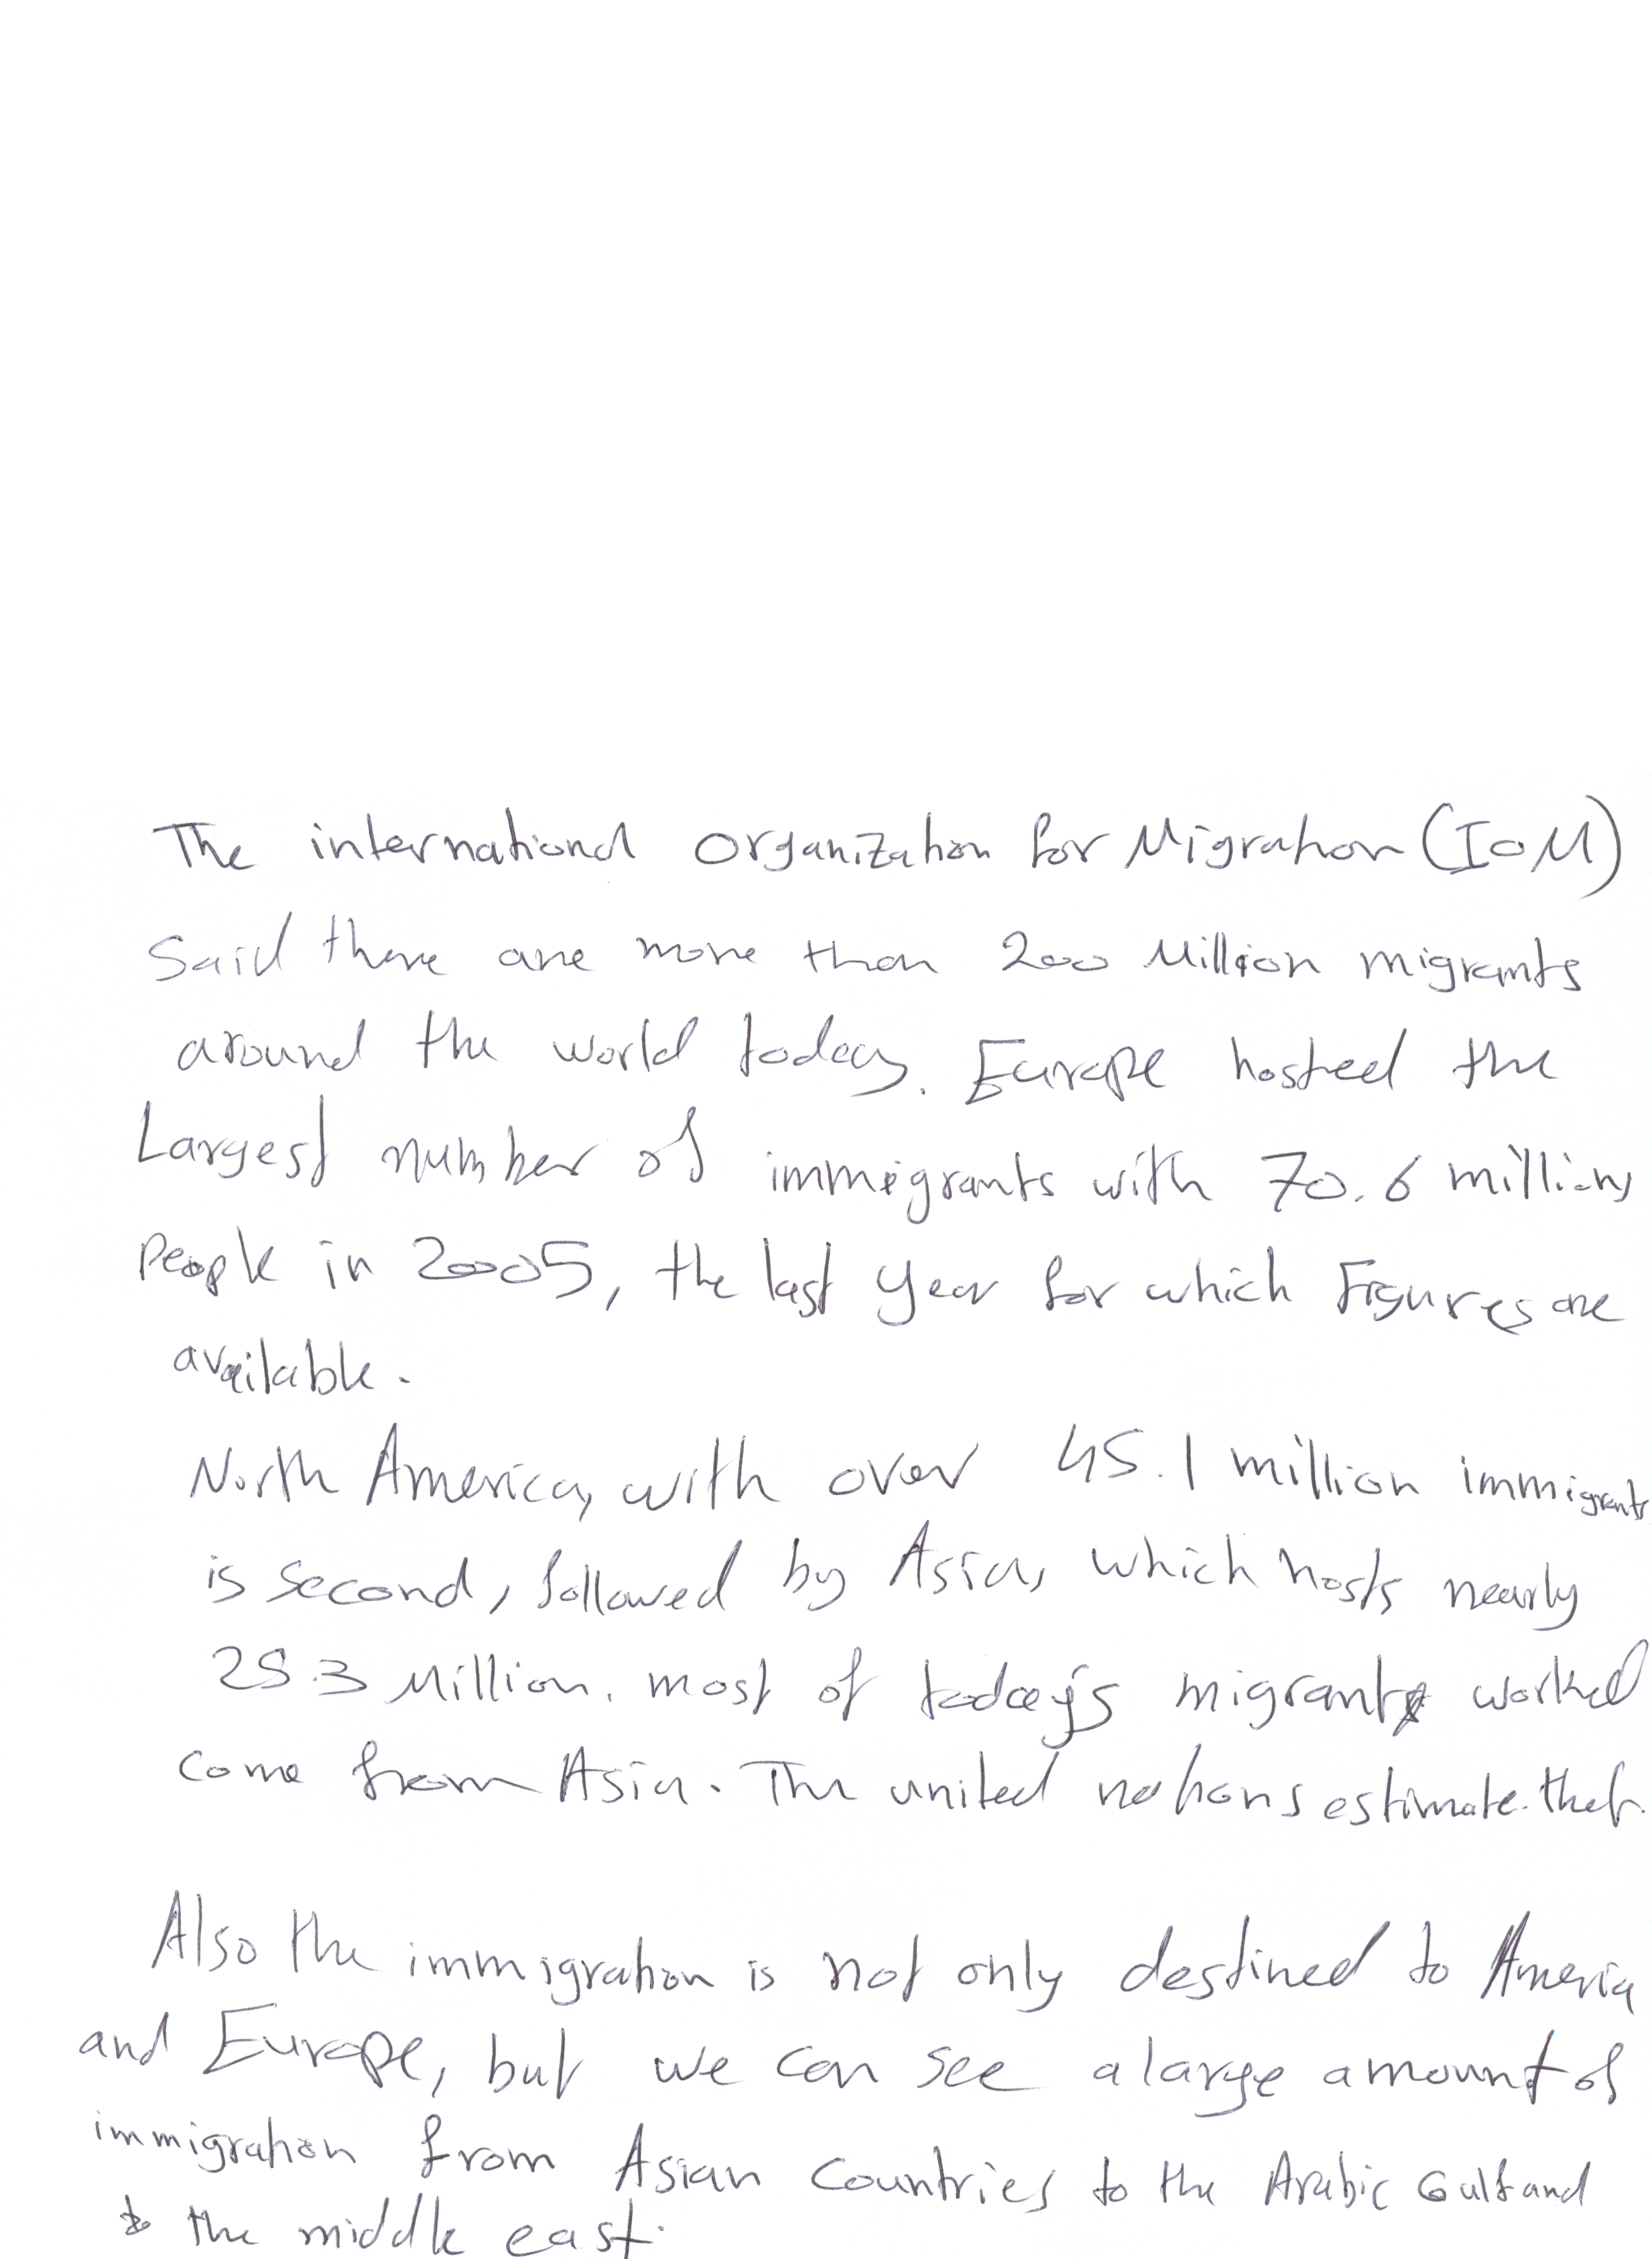 The international Organization for Migration (IOM)
Said there are more than 200 Million migrants
around the world today. Europe hosted the
Largest number of immigrants with 70.6 millions
People in 2005, the last year for which Figures are
available.
North America, with over 45.1 million immigrants
is second, followed by Asia, which hosts nearly
25.3 Million. most of today's migrant worked
come from Asia. The united nations estimate that.
Also the immigration is not only destined to America
and Europe, but we can see a large amount of
immigration from Asian Countries to the Arabic Gulf and
to the middle east.